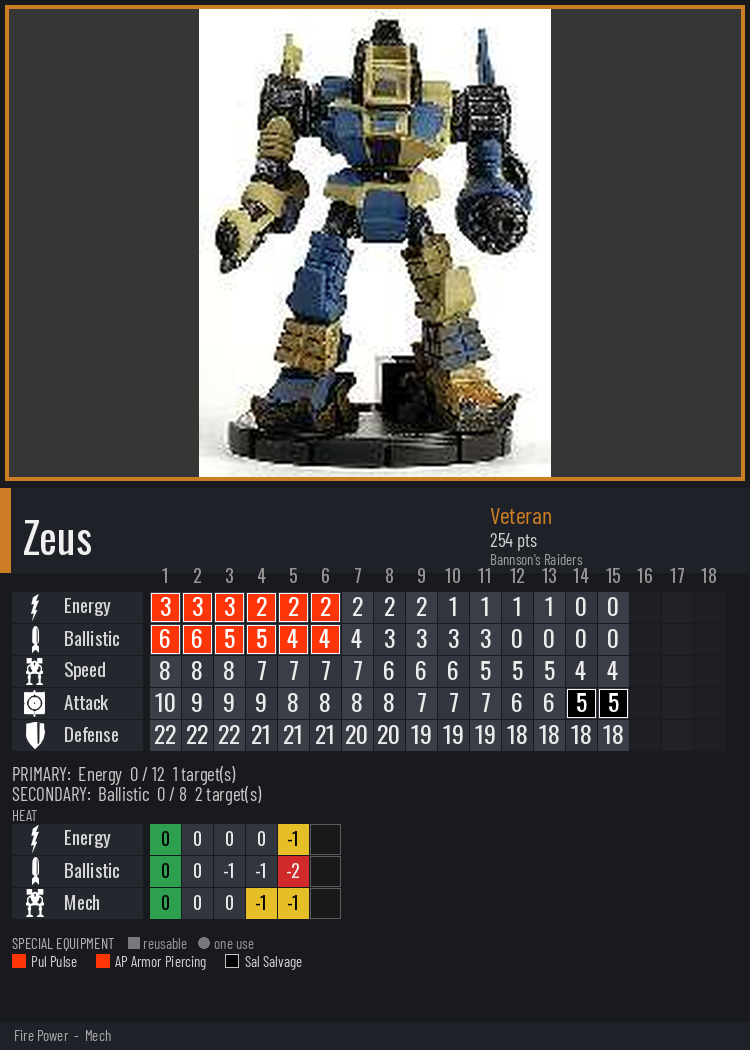 Zeus
Veteran
254 pts
Bannson's Raiders
1 2 3 4 5 6 7 8 9 10 11 12 13 14 15 16 17 18
Energy 3 3 3 2 2 2 2 2 2 1 1 1 1 0 0
Ballistic 6 6 5 5 4 4 4 3 3 3 3 0 0 0 0
Speed 8 8 8 7 7 7 7 6 6 6 5 5 5 4 4
Attack 10 9 9 9 8 8 8 8 7 7 7 6 6 5 5
Defense 22 22 22 21 21 21 20 20 19 19 19 18 18 18 18
PRIMARY: Energy 0 / 12 1 target(s)
SECONDARY: Ballistic 0 / 8 2 target(s)
HEAT
Energy 0 0 0 0 -1
Ballistic 0 0 -1 -1 -2
Mech 0 0 0 -1 -1
SPECIAL EQUIPMENT reusable one use
Pul Pulse AP Armor Piercing Sal Salvage
Fire Power - Mech